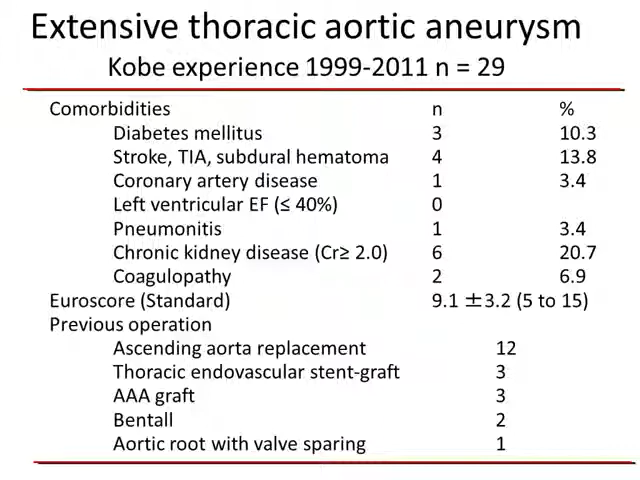 Extensive thoracic aortic aneurysm
Kobe experience 1999-2011 n = 29
Comorbidities n %
Diabetes mellitus 3 10.3
Stroke, TIA, subdural hematoma 4 13.8
Coronary artery disease 1 3.4
Left ventricular EF (≤ 40%) 0
Pneumonitis 1 3.4
Chronic kidney disease (Cr≥ 2.0) 6 20.7
Coagulopathy 2 6.9
Euroscore (Standard) 9.1 ±3.2 (5 to 15)
Previous operation
Ascending aorta replacement 12
Thoracic endovascular stent-graft 3
AAA graft 3
Bentall 2
Aortic root with valve sparing 1